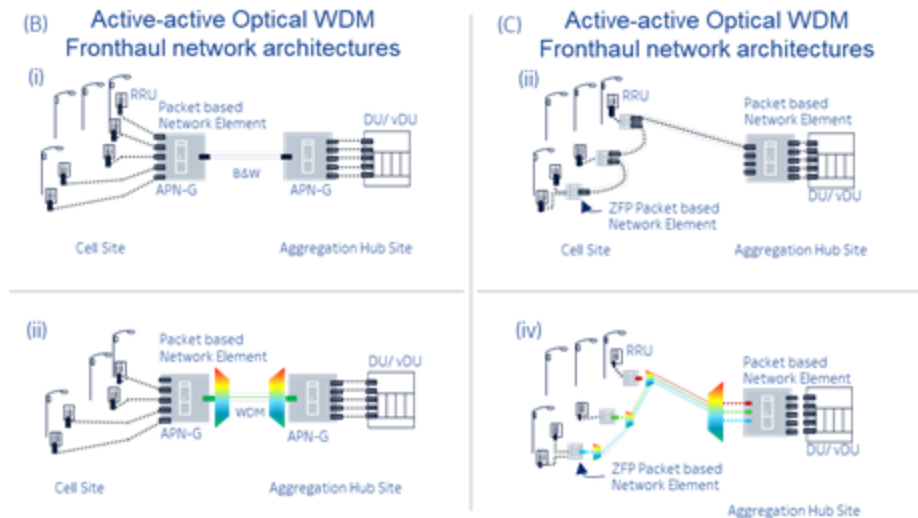 (B) Active-active Optical WDM
Fronthaul network architectures
(i)
RRU
Packet based
Network Element
DU/ vDU
B&W
APN-G
APN-G
Cell Site
Aggregation Hub Site
(C) Active-active Optical WDM
Fronthaul network architectures
(ii)
RRU
Packet based
Network Element
DU/ vDU
ZFP Packet based
Network Element
Cell Site
Aggregation Hub Site
(ii)
Packet based
Network Element
DU/ vDU
WDM
APN-G
APN-G
Cell Site
Aggregation Hub Site
(iv)
RRU
Packet based
Network Element
DU/ vDU
ZFP Packet based
Network Element
Aggregation Hub Site